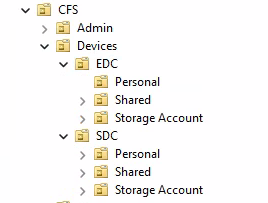 CFS
Admin
Devices
EDC
Personal
Shared
Storage Account
SDC
Personal
Shared
Storage Account